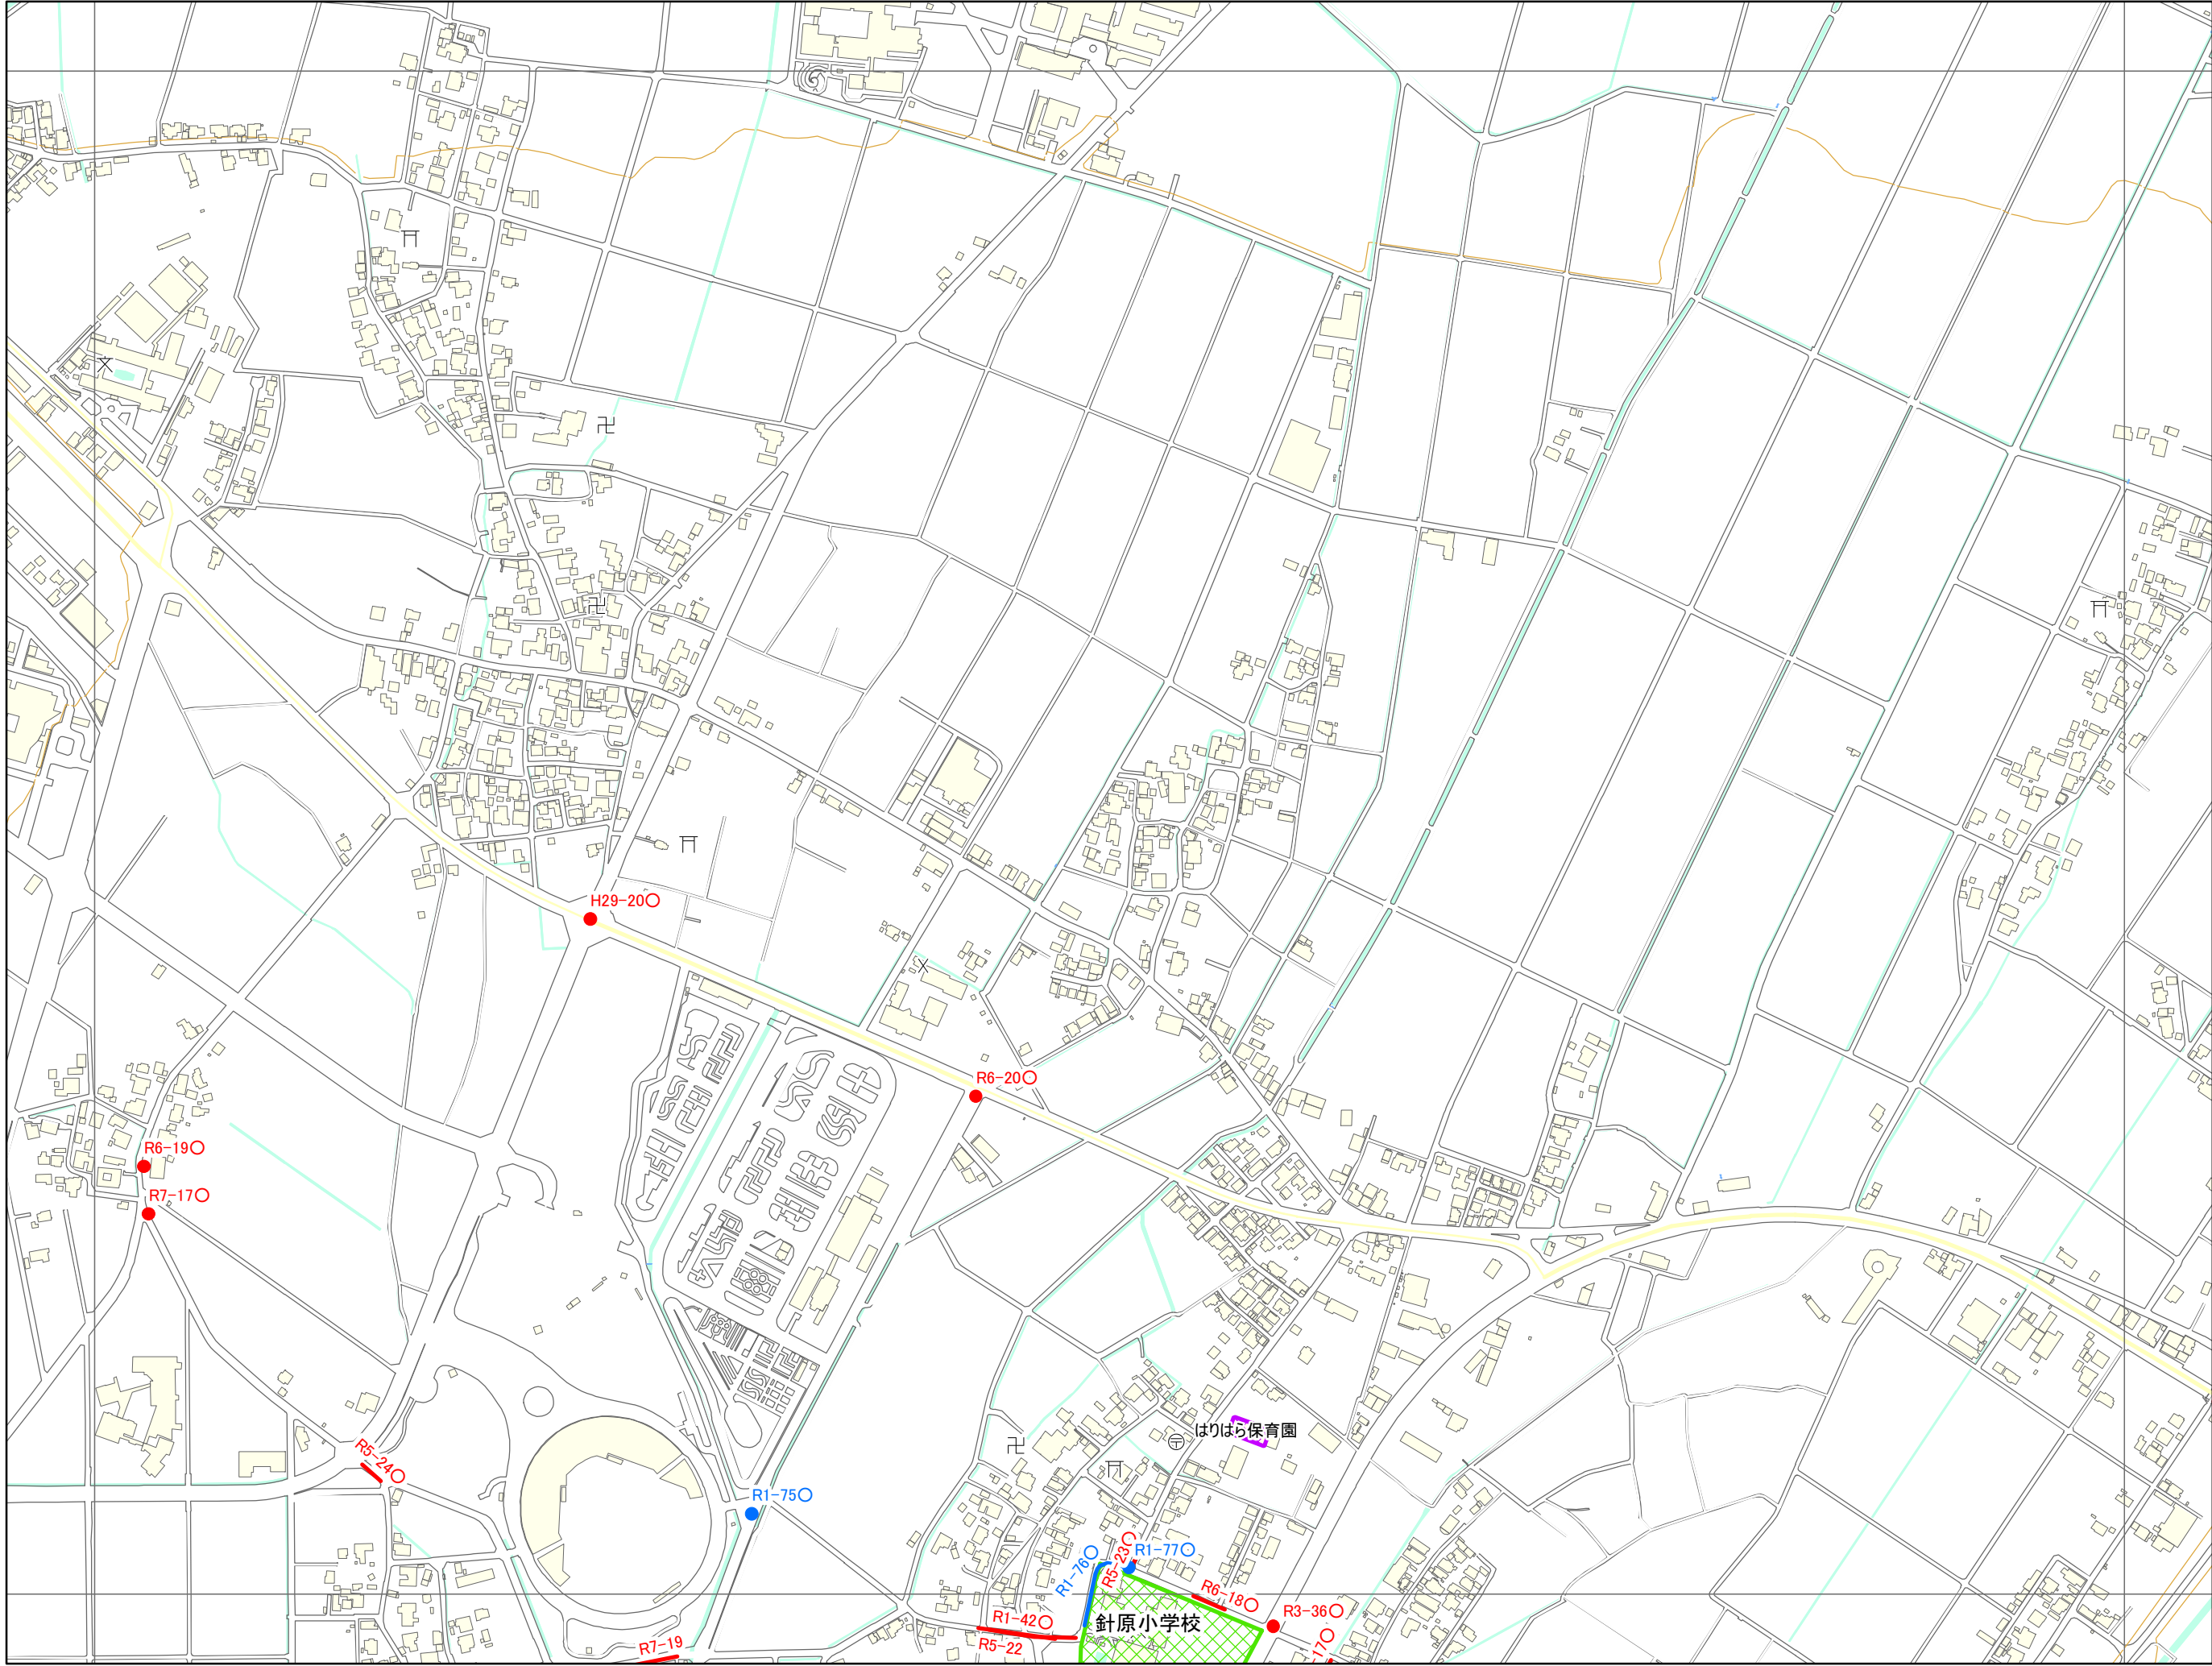 H29-20○
R6-20○
R6-19○
R7-17○
はりはら保育園
R5-24○
R1-75○
R1-76○
R5-23○
R1-77○
R6-18○
R1-42○
針原小学校
R3-36○
R5-22
R7-19
-17○